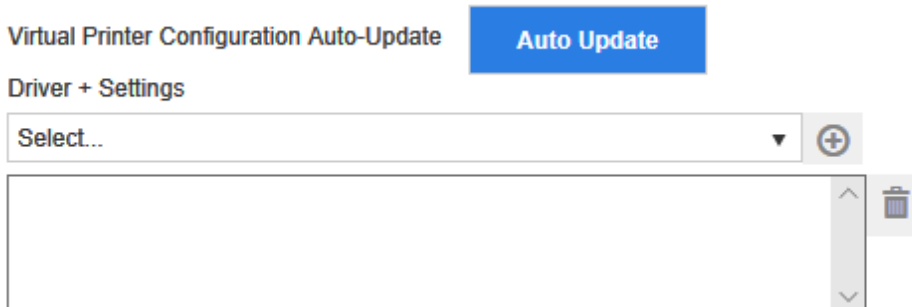 Virtual Printer Configuration Auto-Update Auto Update
Driver + Settings
Select...